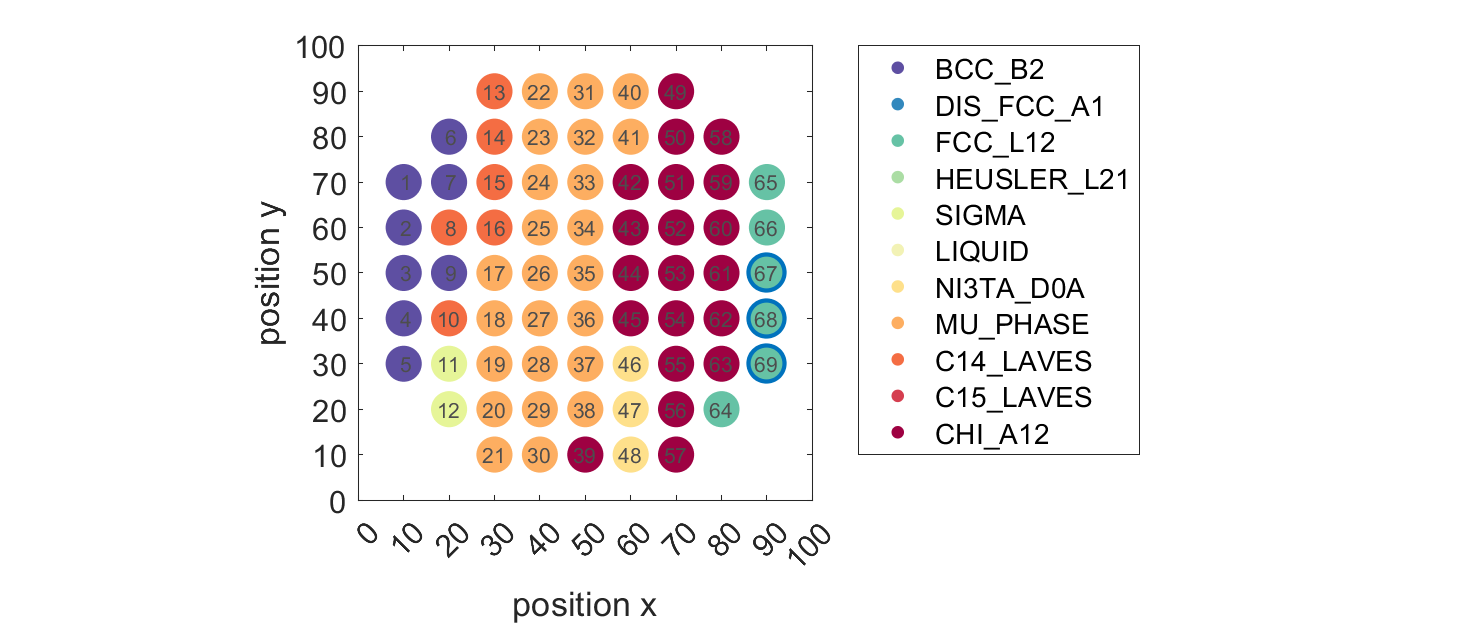 100
90
80
70
60
50
40
30
20
10
0
position y
13 22 31 40 49
6 14 23 32 41 50 58
1 7 15 24 33 42 51 59 65
2 8 16 25 34 43 52 60 66
3 9 17 26 35 44 53 61 67
4 10 18 27 36 45 54 62 68
5 11 19 28 37 46 55 63 69
12 20 29 38 47 56 64
21 30 39 48 57
0 10 20 30 40 50 60 70 80 90 100
position x
BCC_B2
DIS_FCC_A1
FCC_L12
HEUSLER_L21
SIGMA
LIQUID
NI3TA_D0A
MU_PHASE
C14_LAVES
C15_LAVES
CHI_A12